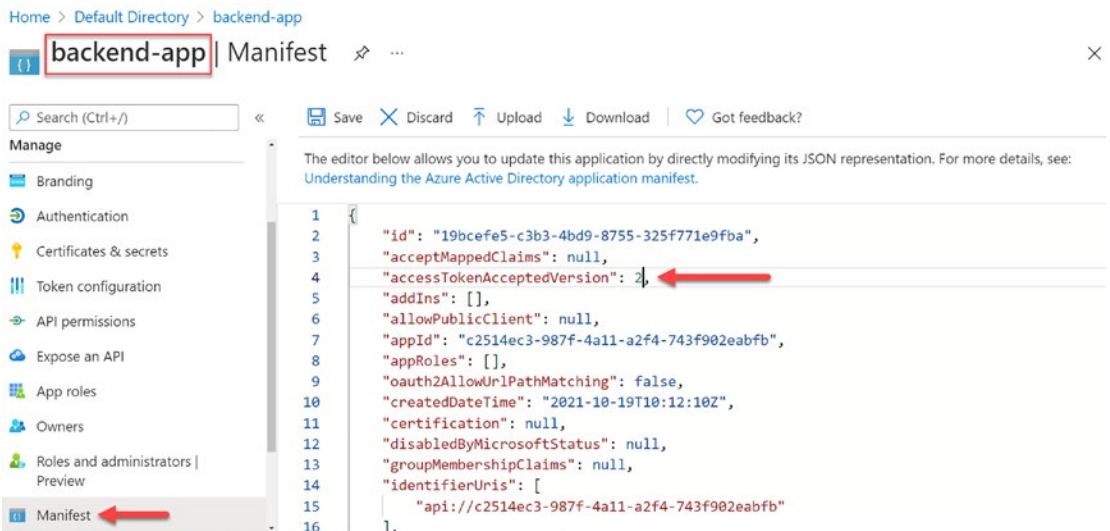 Home > Default Directory > backend-app
backend-app | Manifest ...
Search (Ctrl+/)
«
Manage
Branding
Authentication
Certificates & secrets
Token configuration
API permissions
Expose an API
App roles
Owners
Roles and administrators |
Preview
Manifest
Save Discard Upload Download | Got feedback?
The editor below allows you to update this application by directly modifying its JSON representation. For more details, see:
Understanding the Azure Active Directory application manifest.
1 {
2 "id": "19bcefe5-c3b3-4bd9-8755-325f771e9fba",
3 "acceptMappedClaims": null,
4 "accessTokenAcceptedVersion": 2,
5 "addIns": [],
6 "allowPublicClient": null,
7 "appId": "c2514ec3-987f-4a11-a2f4-743f902eabfb",
8 "appRoles": [],
9 "oauth2AllowUrlPathMatching": false,
10 "createdDateTime": "2021-10-19T10:12:10Z",
11 "certification": null,
12 "disabledByMicrosoftStatus": null,
13 "groupMembershipClaims": null,
14 "identifierUris": [
15 "api://c2514ec3-987f-4a11-a2f4-743f902eabfb"
16 ],